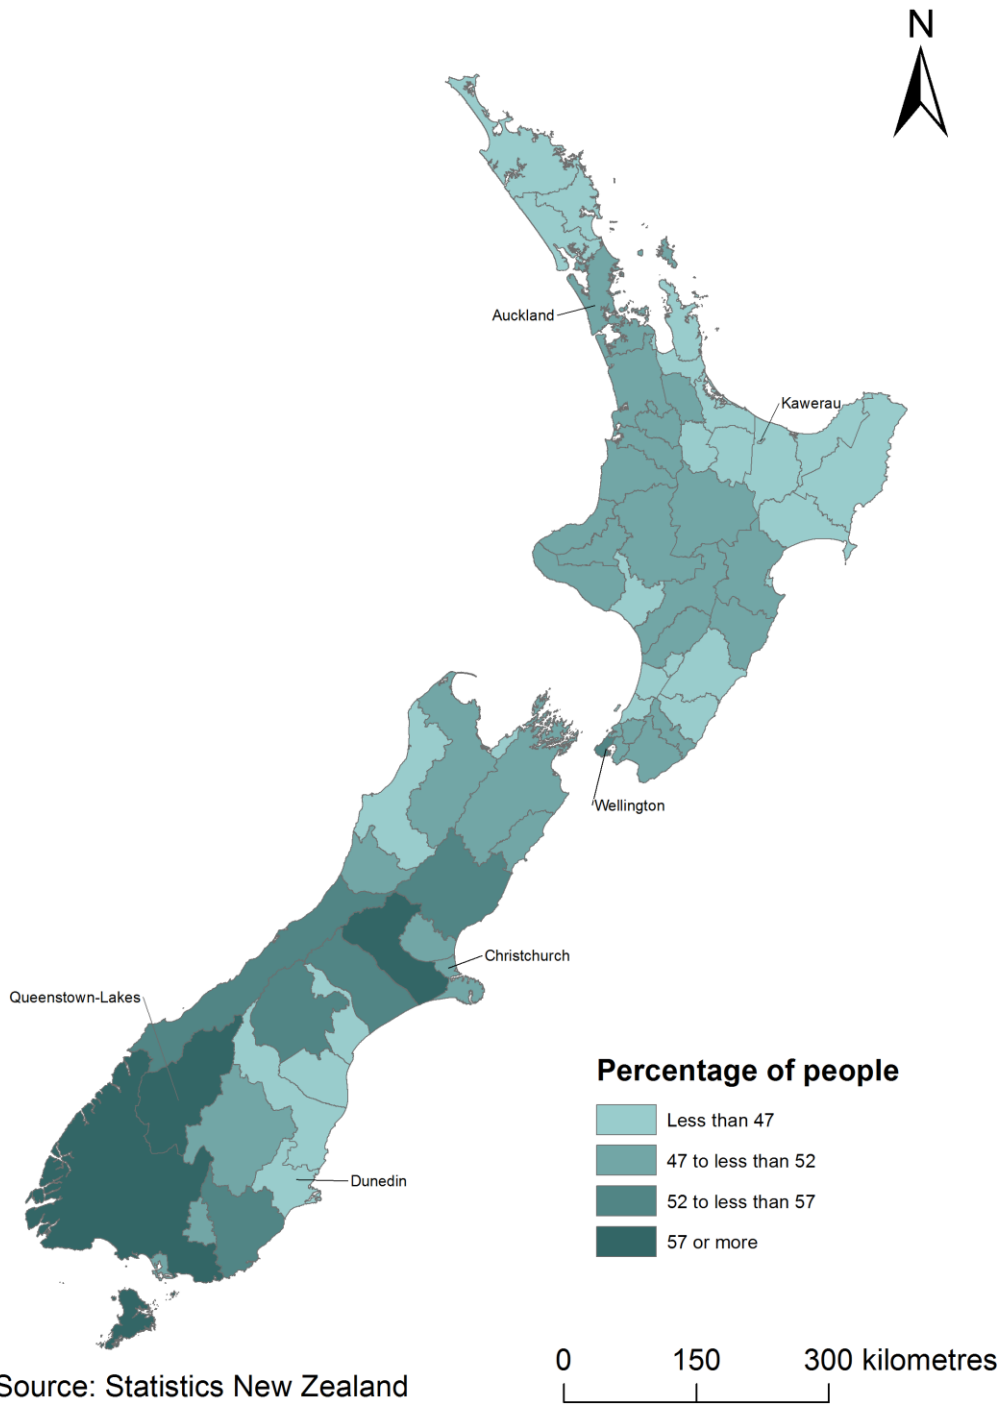 N
Auckland
Kawerau
Wellington
Christchurch
Queenstown-Lakes
Dunedin
Percentage of people
Less than 47
47 to less than 52
52 to less than 57
57 or more
0 150 300 kilometres
Source: Statistics New Zealand